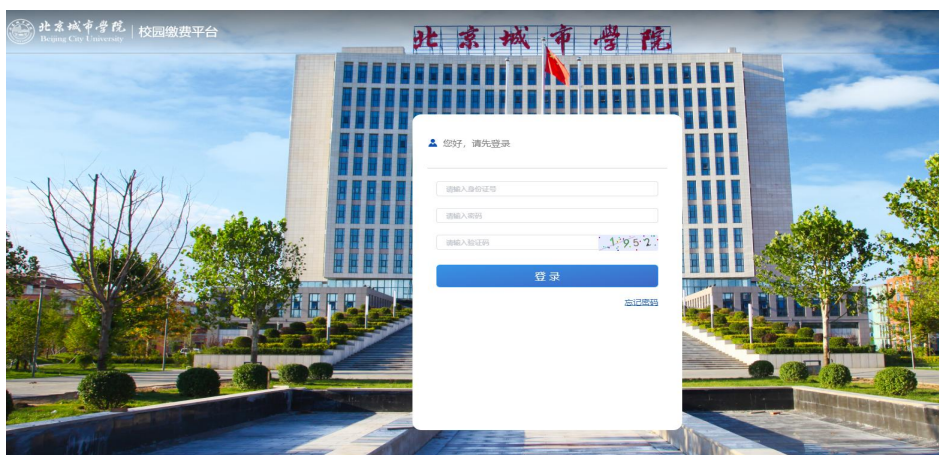 北京城市学院
Beijing City University
校园缴费平台
北京城市學院
您好，请先登录
请输入身份证号
请输入密码
请输入验证码
1952
登录
忘记密码